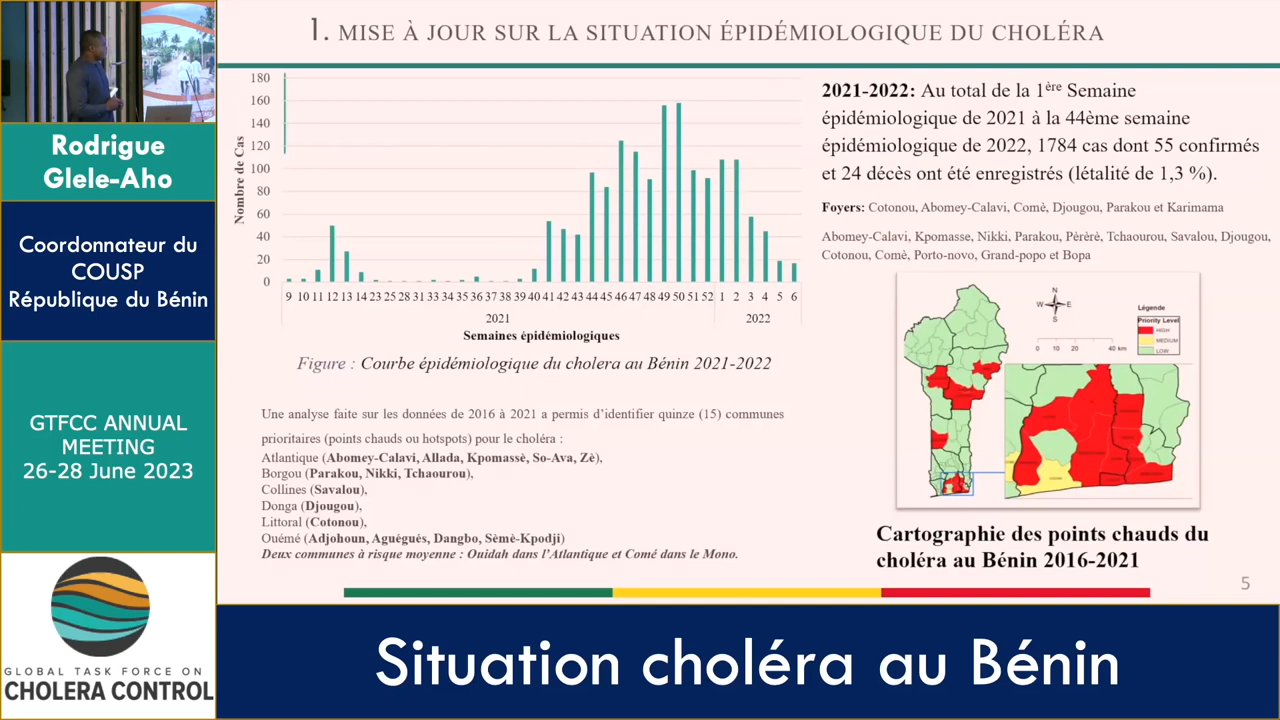 1. MISE À JOUR SUR LA SITUATION ÉPIDÉMIOLOGIQUE DU CHOLÉRA
Rodrigue
Glele-Aho
Coordonnateur du
COUSP
République du Bénin
GTFCC ANNUAL
MEETING
26-28 June 2023
GLOBAL TASK FORCE ON
CHOLERA CONTROL
Nombre de Cas
180
160
140
120
100
80
60
40
20
0
9 10 11 12 13 14 23 25 28 31 33 34 35 36 37 38 39 40 41 42 43 44 45 46 47 48 49 50 51 52 1 2 3 4 5 6
2021 2022
Semaines épidémiologiques
Figure : Courbe épidémiologique du cholera au Bénin 2021-2022
Une analyse faite sur les données de 2016 à 2021 a permis d'identifier quinze (15) communes
prioritaires (points chauds ou hotspots) pour le choléra :
Atlantique (Abomey-Calavi, Allada, Kpomassè, So-Ava, Zè),
Borgou (Parakou, Nikki, Tchaourou),
Collines (Savalou),
Donga (Djougou),
Littoral (Cotonou),
Ouémé (Adjohoun, Aguégués, Dangbo, Sèmè-Kpodji)
Deux communes à risque moyenne : Ouidah dans l'Atlantique et Comé dans le Mono.
2021-2022: Au total de la 1ère Semaine
épidémiologique de 2021 à la 44ème semaine
épidémiologique de 2022, 1784 cas dont 55 confirmés
et 24 décès ont été enregistrés (létalité de 1,3 %).
Foyers: Cotonou, Abomey-Calavi, Comè, Djougou, Parakou et Karimama
Abomey-Calavi, Kpomasse, Nikki, Parakou, Pèrèrè, Tchaourou, Savalou, Djougou,
Cotonou, Comè, Porto-novo, Grand-popo et Bopa
N
W E
S
0 10 20 40 km
Légende
Priority Level
HIGH
MEDIUM
LOW
Cartographie des points chauds du
choléra au Bénin 2016-2021
5
Situation choléra au Bénin